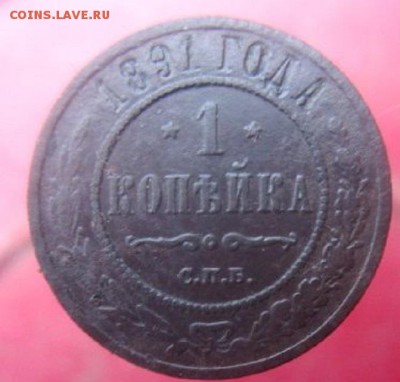 COINS.LAVE.RU
1891 ГОДА
1
КОПѢЙКА
С.П.Б.